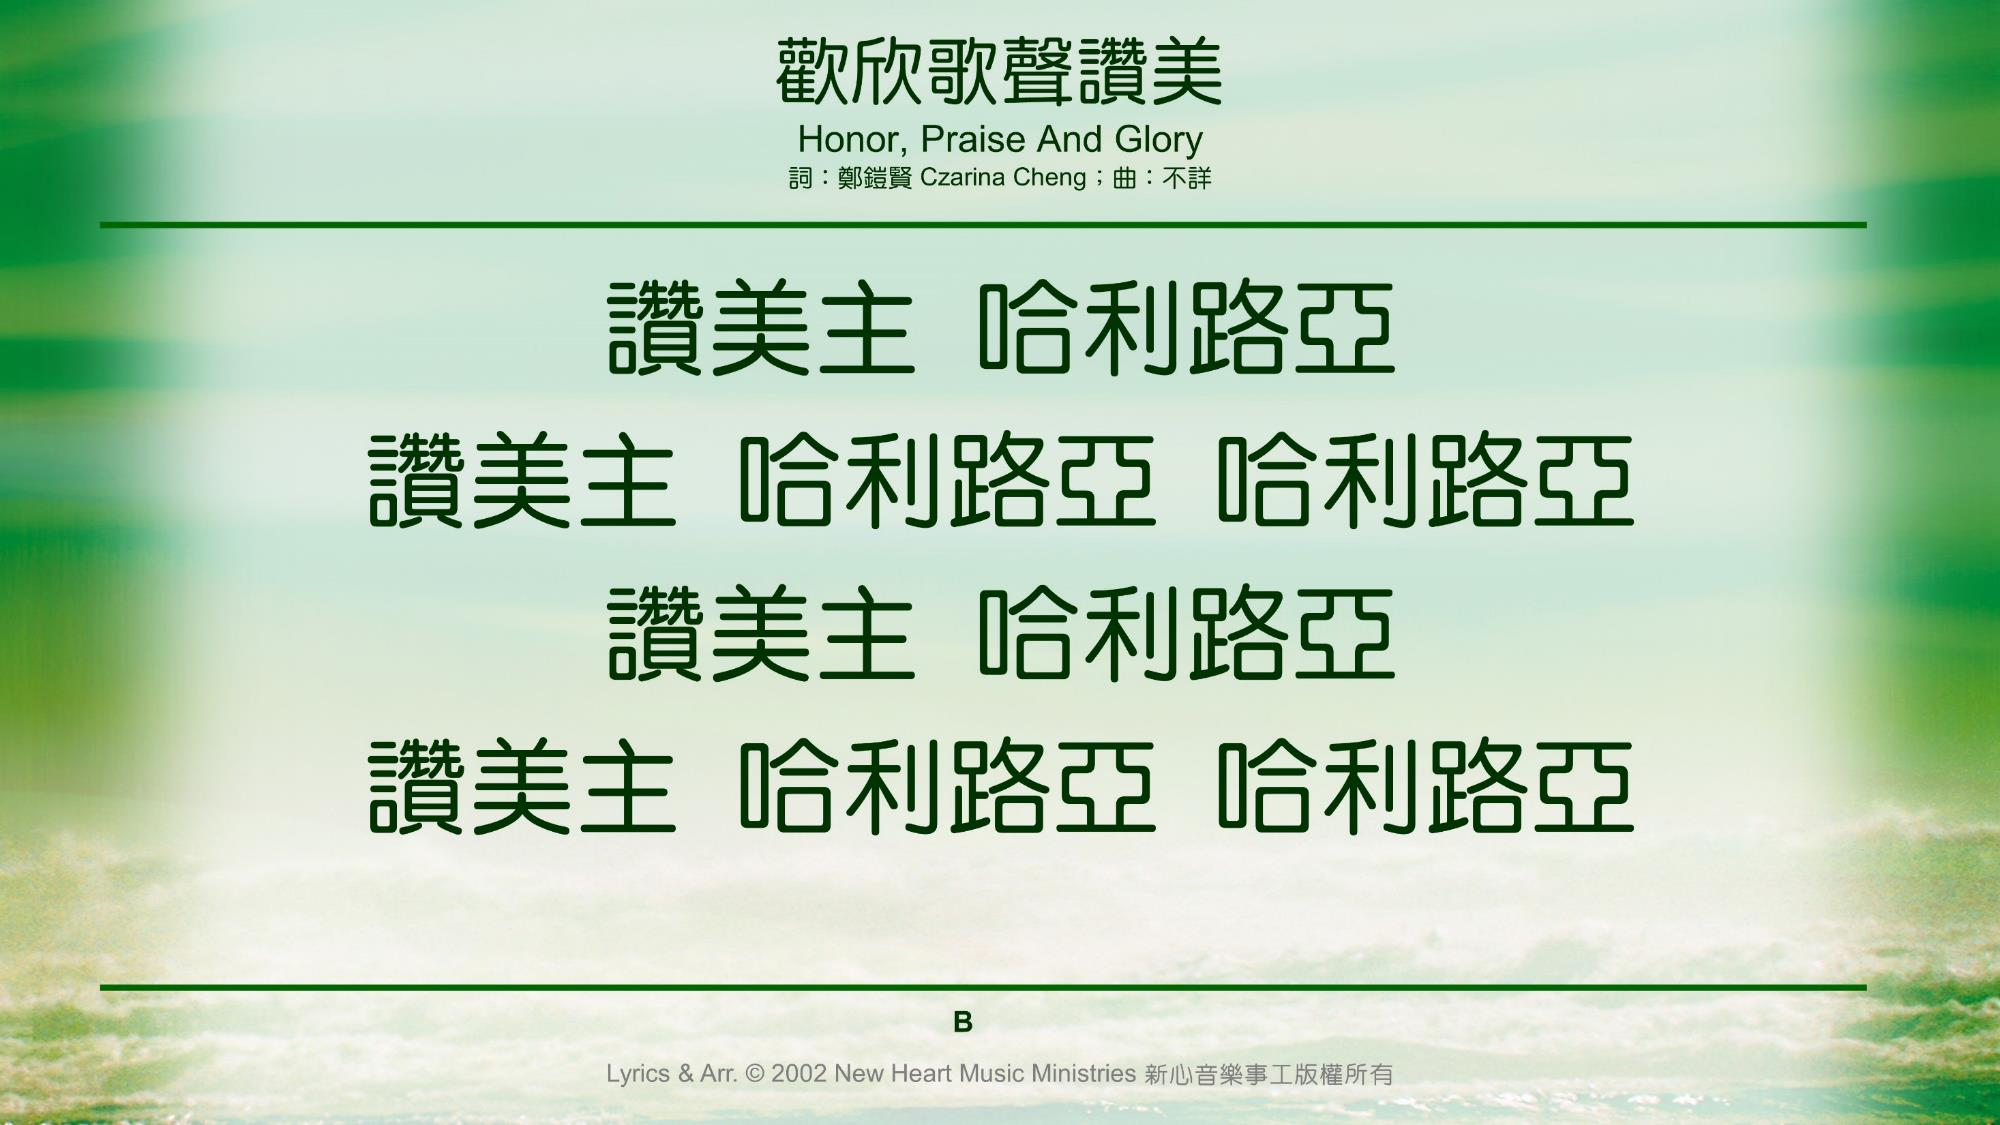 歡欣歌聲讚美
Honor, Praise And Glory
詞：鄭鎧賢 Czarina Cheng；曲：不詳
讚美主 哈利路亞
讚美主 哈利路亞 哈利路亞
讚美主 哈利路亞
讚美主 哈利路亞 哈利路亞
B
Lyrics & Arr. © 2002 New Heart Music Ministries 新心音樂事工版權所有